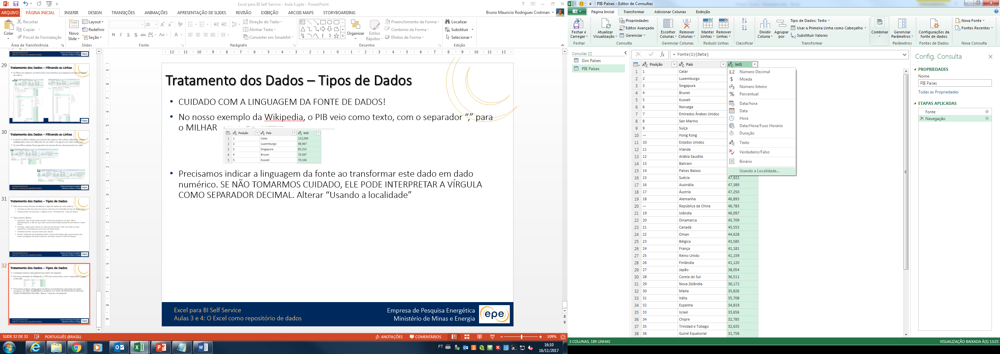 Excel para BI Self Service - Aula 5.pptx - PowerPoint
ARQUIVO PÁGINA INICIAL INSERIR DESIGN TRANSIÇÕES ANIMAÇÕES APRESENTAÇÃO DE SLIDES REVISÃO EXIBIÇÃO ARCGIS MAPS STORYBOARDING Bruno Mauricio Rodrigues Crotman
Colar
Recortar
Copiar
Pincel de Formatação
Área de Transferência
Novo Slide
Layout
Redefinir
Seção
Slides
20
N I S S abc AV Aa A
Fonte
Direção do Texto
Alinhar Texto
Converter em SmartArt
Parágrafo
Organizar
Estilos Rápidos
Preenchimento da Forma
Contorno da Forma
Efeitos de Forma
Desenho
Localizar
Substituir
Selecionar
Edição
29
Tratamento dos Dados – Filtrando as Linhas
30
Tratamento dos Dados – Filtrando as Linhas
31
Tratamento dos Dados – Tipos de Dados
32
Tratamento dos Dados – Tipos de Dados
Tratamento dos Dados – Tipos de Dados
• CUIDADO COM A LINGUAGEM DA FONTE DE DADOS!
• No nosso exemplo da Wikipedia, o PIB veio como texto, com o separador “,” para
o MILHAR
Posição País Int$
1 1 Catar 132,099
2 2 Luxemburgo 98,987
3 3 Singapura 85,253
4 4 Brunei 79,587
5 5 Kuwait 70,166
• Precisamos indicar a linguagem da fonte ao transformar este dado em dado
numérico. SE NÃO TOMARMOS CUIDADO, ELE PODE INTERPRETAR A VÍRGULA
COMO SEPARADOR DECIMAL. Alterar “Usando a localidade”
Excel para BI Self Service
Aulas 3 e 4: O Excel como repositório de dados
Empresa de Pesquisa Energética
Ministério de Minas e Energia
epe
SLIDE 32 DE 32 PORTUGUÊS (BRASIL) ANOTAÇÕES COMENTÁRIOS 109%
PT 16:10
16/11/2017
PIB Países - Editor de Consultas
Página Inicial Transformar Adicionar Colunas Exibição
Fechar e Carregar
Fechar
Atualizar Visualização
Propriedades
Editor Avançado
Gerenciar
Consulta
Escolher Colunas
Remover Colunas
Gerenciar Colunas
Manter Linhas
Remover Linhas
Reduzir Linhas
Classificar
Dividir Coluna
Agrupar por
Tipo de Dados: Texto
Usar a Primeira Linha como Cabeçalho
Substituir Valores
Transformar
Combinar
Gerenciar Parâmetros
Parâmetros
Configurações da fonte de dados
Fontes de Dados
Nova Fonte
Fontes Recentes
Nova Consulta
Consultas [2]
Gini Países
PIB Países
fx = Fonte{1}[Data]
Posição País Int$
1 1 Catar
2 2 Luxemburgo
3 3 Singapura
4 4 Brunei
5 5 Kuwait
6 6 Noruega
7 7 Emirados Árabes Unidos
8 8 San Marino
9 9 Suíça
10 — Hong Kong
11 10 Estados Unidos
12 11 Irlanda
13 12 Arábia Saudita
14 13 Bahrain
15 14 Países Baixos
16 15 Suécia 47,922
17 16 Austrália 47,389
18 17 Áustria 47,250
19 18 Alemanha 46,893
20 — República da China 46,783
21 19 Islândia 46,097
22 20 Dinamarca 45,709
23 21 Canadá 45,553
24 22 Oman 44,628
25 23 Bélgica 43,585
26 24 França 41,181
27 25 Reino Unido 41,159
28 26 Finlândia 41,120
29 27 Japão 38,054
30 28 Coreia do Sul 36,511
31 29 Nova Zelândia 36,172
32 30 Malta 35,826
33 31 Itália 35,708
34 32 Espanha 34,819
35 33 Israel 33,656
36 34 Chipre 32,785
37 35 Trinidad e Tobago 32,635
38 36 Guiné Equatorial 31,758
1.2 Número Decimal
$ Moeda
123 Número Inteiro
% Percentual
Data/hora
Data
Hora
Data/Hora/Fuso Horário
Duração
ABC Texto
Verdadeiro/Falso
Binário
Usando a Localidade...
Config. Consulta
PROPRIEDADES
Nome
PIB Países
Todas as Propriedades
ETAPAS APLICADAS
Fonte
Navegação
3 COLUNAS, 189 LINHAS VISUALIZAÇÃO BAIXADA À(S) 13:25